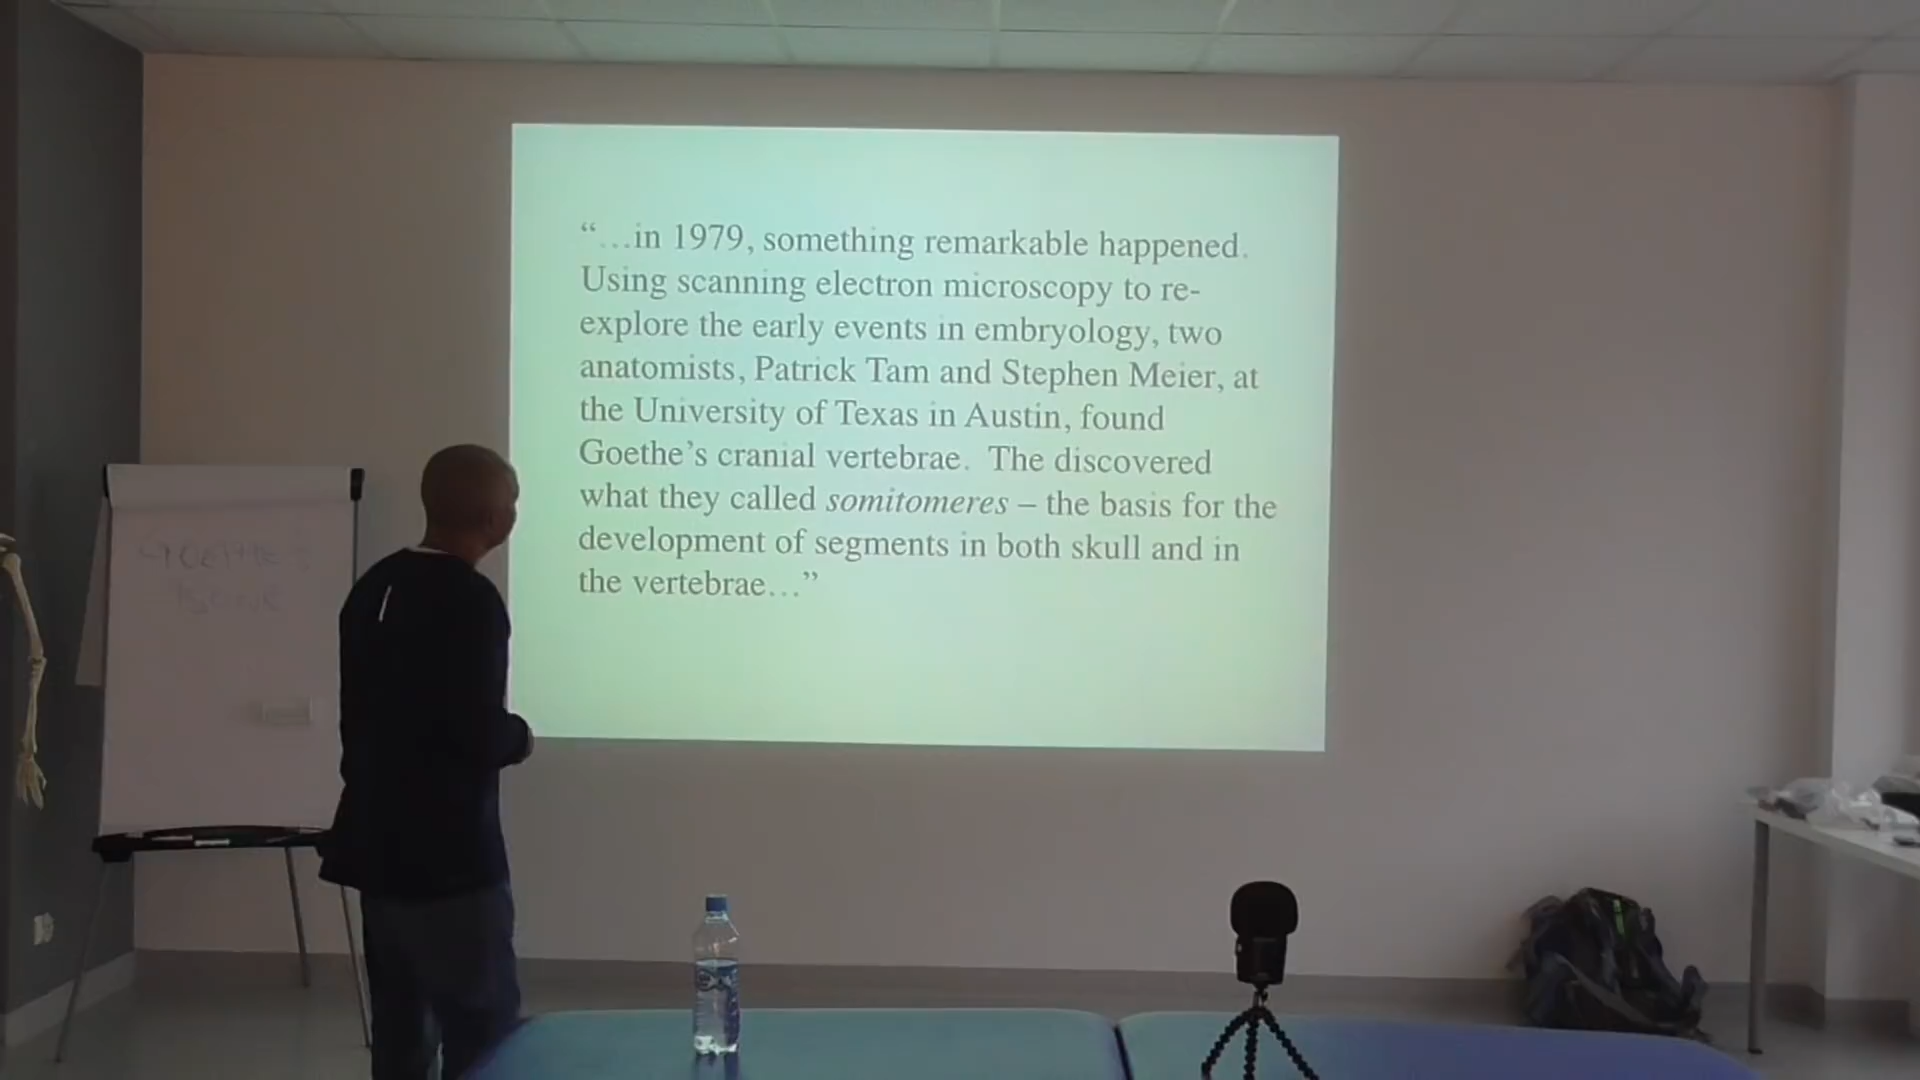 “…in 1979, something remarkable happened.
Using scanning electron microscopy to re-
explore the early events in embryology, two
anatomists, Patrick Tam and Stephen Meier, at
the University of Texas in Austin, found
Goethe’s cranial vertebrae.  The discovered
what they called somitomeres – the basis for the
development of segments in both skull and in
the vertebrae…”